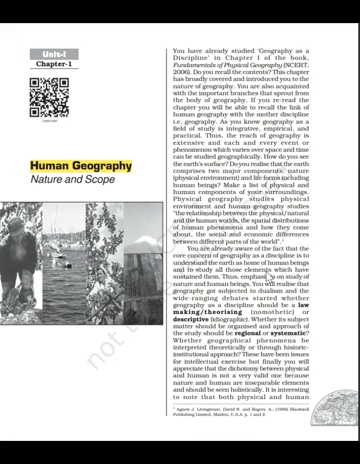 Unit-I
Chapter-1
Human Geography
Nature and Scope
You have already studied 'Geography as a
Discipline' in Chapter I of the book,
Fundamentals of Physical Geography (NCERT,
2006). Do you recall the contents? This chapter
has broadly covered and introduced you to the
nature of geography. You are also acquainted
with the important branches that sprout from
the body of geography. If you re-read the
chapter you will be able to recall the link of
human geography with the mother discipline
i.e. geography. As you know geography as a
field of study is integrative, empirical, and
practical. Thus, the reach of geography is
extensive and each and every event or
phenomenon which varies over space and time
can be studied geographically. How do you see
the earth's surface? Do you realise that the earth
comprises two major components: nature
(physical environment) and life forms including
human beings? Make a list of physical and
human components of your surroundings.
Physical geography studies physical
environment and human geography studies
"the relationship between the physical/natural
and the human worlds, the spatial distributions
of human phenomena and how they come
about, the social and economic differences
between different parts of the world".¹
You are already aware of the fact that the
core concern of geography as a discipline is to
understand the earth as home of human beings
and to study all those elements which have
sustained them. Thus, emphasis is on study of
nature and human beings. You will realise that
geography got subjected to dualism and the
wide-ranging debates started whether
geography as a discipline should be a law
making/theorising (nomothetic) or
descriptive (idiographic). Whether its subject
matter should be organised and approach of
the study should be regional or systematic?
Whether geographical phenomena be
interpreted theoretically or through historic-
institutional approach? These have been issues
for intellectual exercise but finally you will
appreciate that the dichotomy between physical
and human is not a very valid one because
nature and human are inseparable elements
and should be seen holistically. It is interesting
to note that both physical and human
¹ Agnew J. Livingstone, David N. and Rogers, A.; (1996) Blackwell
Publishing Limited, Malden, U.S.A. p. 1 and 2.
not